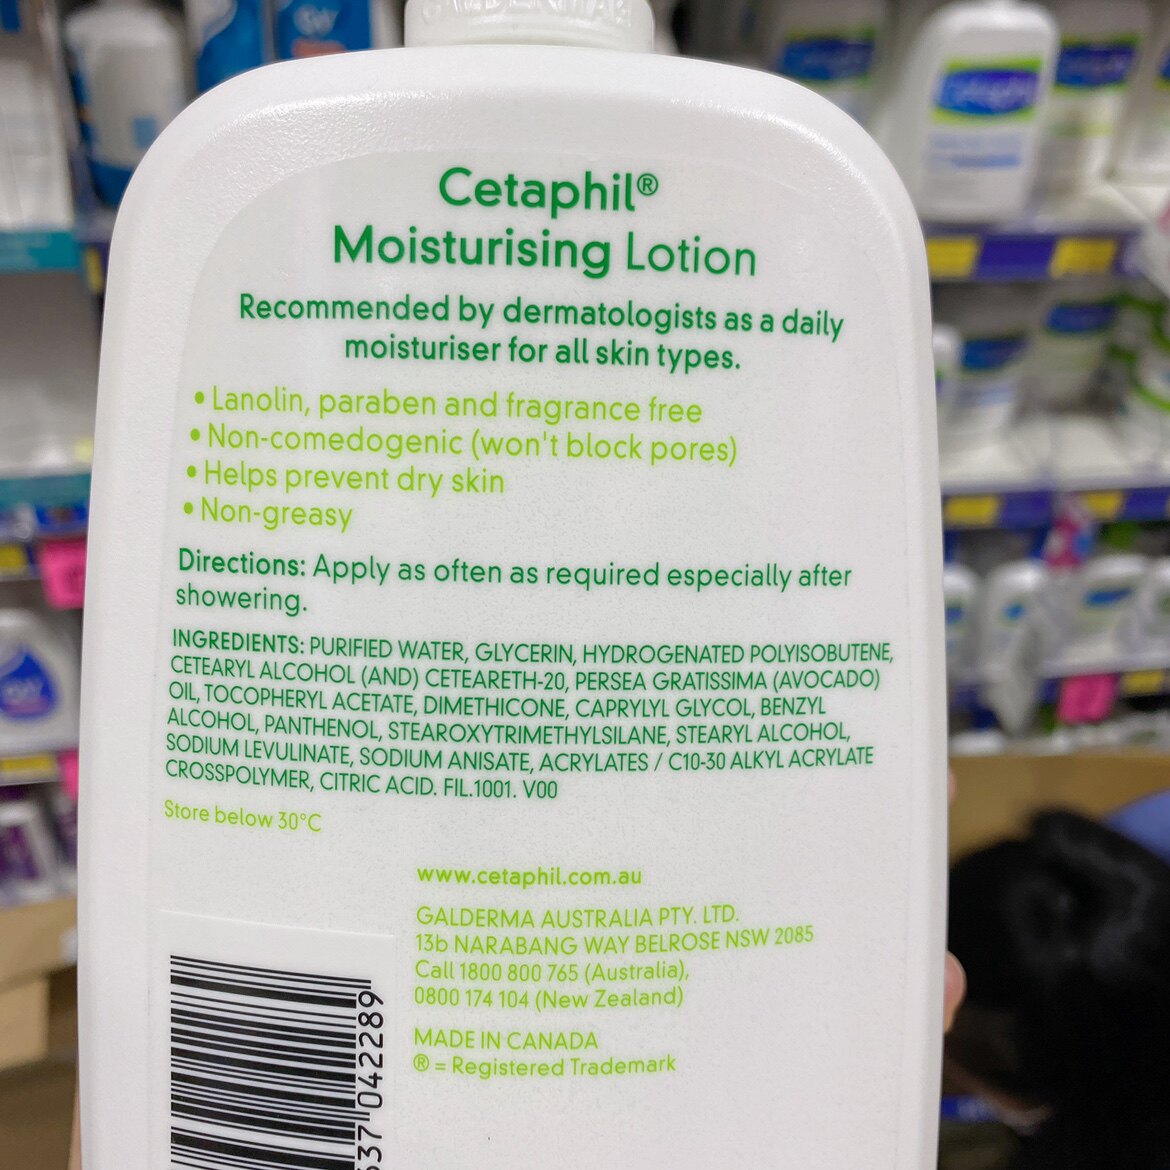 Cetaphil®
Moisturising Lotion
Recommended by dermatologists as a daily
moisturiser for all skin types.
• Lanolin, paraben and fragrance free
• Non-comedogenic (won't block pores)
• Helps prevent dry skin
• Non-greasy
Directions: Apply as often as required especially after
showering.
INGREDIENTS: PURIFIED WATER, GLYCERIN, HYDROGENATED POLYISOBUTENE,
CETEARYL ALCOHOL (AND) CETEARETH-20, PERSEA GRATISSIMA (AVOCADO)
OIL, TOCOPHERYL ACETATE, DIMETHICONE, CAPRYLYL GLYCOL, BENZYL
ALCOHOL, PANTHENOL, STEAROXYTRIMETHYLSILANE, STEARYL ALCOHOL,
SODIUM LEVULINATE, SODIUM ANISATE, ACRYLATES / C10-30 ALKYL ACRYLATE
CROSSPOLYMER, CITRIC ACID. FIL.1001. V00
Store below 30°C
www.cetaphil.com.au
GALDERMA AUSTRALIA PTY. LTD.
13b NARABANG WAY BELROSE NSW 2085
Call 1800 800 765 (Australia),
0800 174 104 (New Zealand)
MADE IN CANADA
® = Registered Trademark
337 042289
Cetaphil